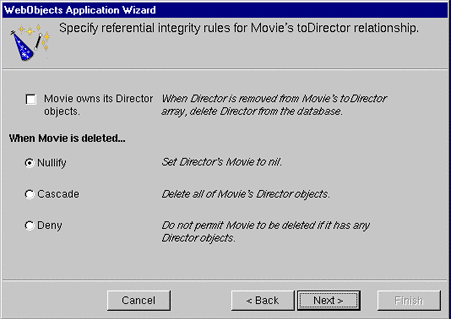 WebObjects Application Wizard
Specify referential integrity rules for Movie's toDirector relationship.
Movie owns its Director objects.
When Director is removed from Movie's toDirector array, delete Director from the database.
When Movie is deleted...
Nullify
Set Director's Movie to nil.
Cascade
Delete all of Movie's Director objects.
Deny
Do not permit Movie to be deleted if it has any Director objects.
Cancel
< Back
Next >
Finish